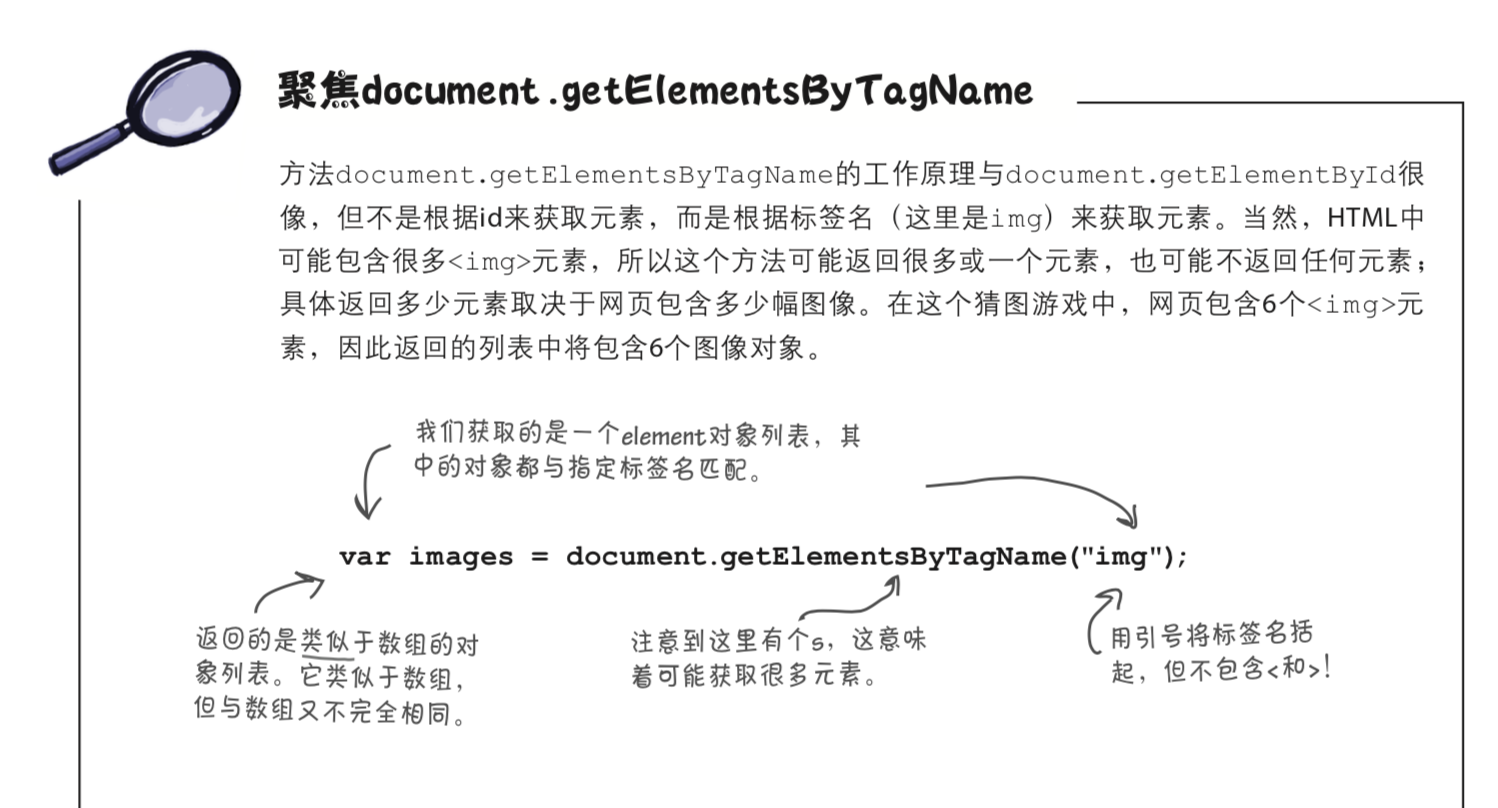 聚焦document.getElementsByTagName
方法document.getElementsByTagName的工作原理与document.getElementById很
像，但不是根据id来获取元素，而是根据标签名（这里是img）来获取元素。当然，HTML中
可能包含很多<img>元素，所以这个方法可能返回很多或一个元素，也可能不返回任何元素；
具体返回多少元素取决于网页包含多少幅图像。在这个猜图游戏中，网页包含6个<img>元
素，因此返回的列表中将包含6个图像对象。
我们获取的是一个element对象列表，其
中的对象都与指定标签名匹配。
var images = document.getElementsByTagName("img");
返回的是类似于数组的对
象列表。它类似于数组，
但与数组又不完全相同。
注意到这里有个s，这意味
着可能获取很多元素。
用引号将标签名括
起，但不包含<和>！